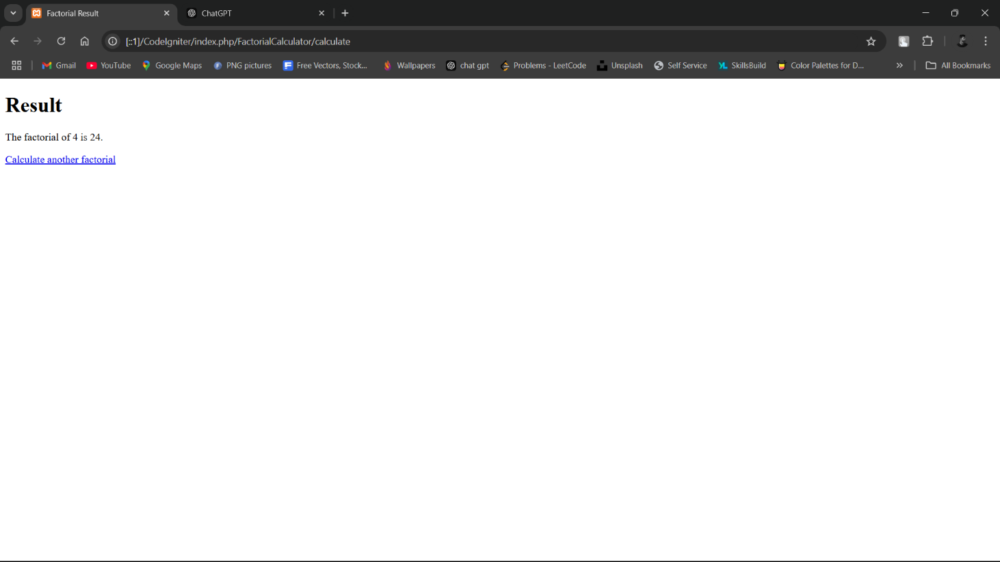 Factorial Result
ChatGPT
[::1]/CodeIgniter/index.php/FactorialCalculator/calculate
Gmail YouTube Google Maps PNG pictures Free Vectors, Stock... Wallpapers chat gpt Problems - LeetCode Unsplash Self Service SkillsBuild Color Palettes for D... » All Bookmarks
Result
The factorial of 4 is 24.
Calculate another factorial